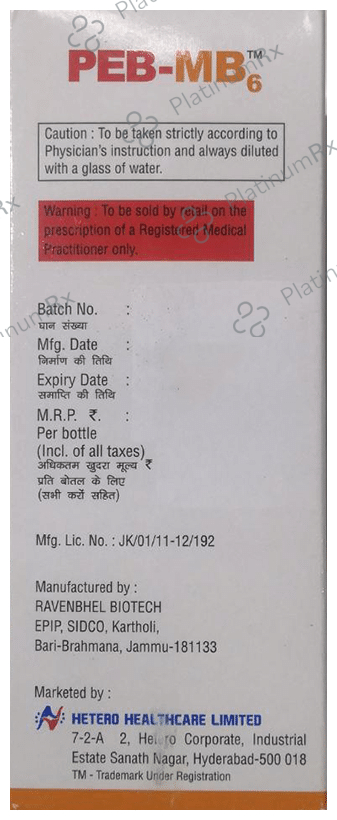 PEB-MB6™
Caution : To be taken strictly according to
Physician's instruction and always diluted
with a glass of water.
Warning : To be sold by retail on the
prescription of a Registered Medical
Practitioner only.
Batch No. :
घान संख्या
Mfg. Date :
निर्माण की तिथि
Expiry Date :
समाप्ति की तिथि
M.R.P. ₹. :
Per bottle
(Incl. of all taxes)
अधिकतम खुदरा मूल्य ₹
प्रति बोतल के लिए
(सभी करों सहित)
Mfg. Lic. No. : JK/01/11-12/192
Manufactured by :
RAVENBHEL BIOTECH
EPIP, SIDCO, Kartholi,
Bari-Brahmana, Jammu-181133
Marketed by :
HETERO HEALTHCARE LIMITED
7-2-A 2, Hetero Corporate, Industrial
Estate Sanath Nagar, Hyderabad-500 018
TM - Trademark Under Registration
PlatinumRx
PlatinumRx
PlatinumRx
PlatinumRx